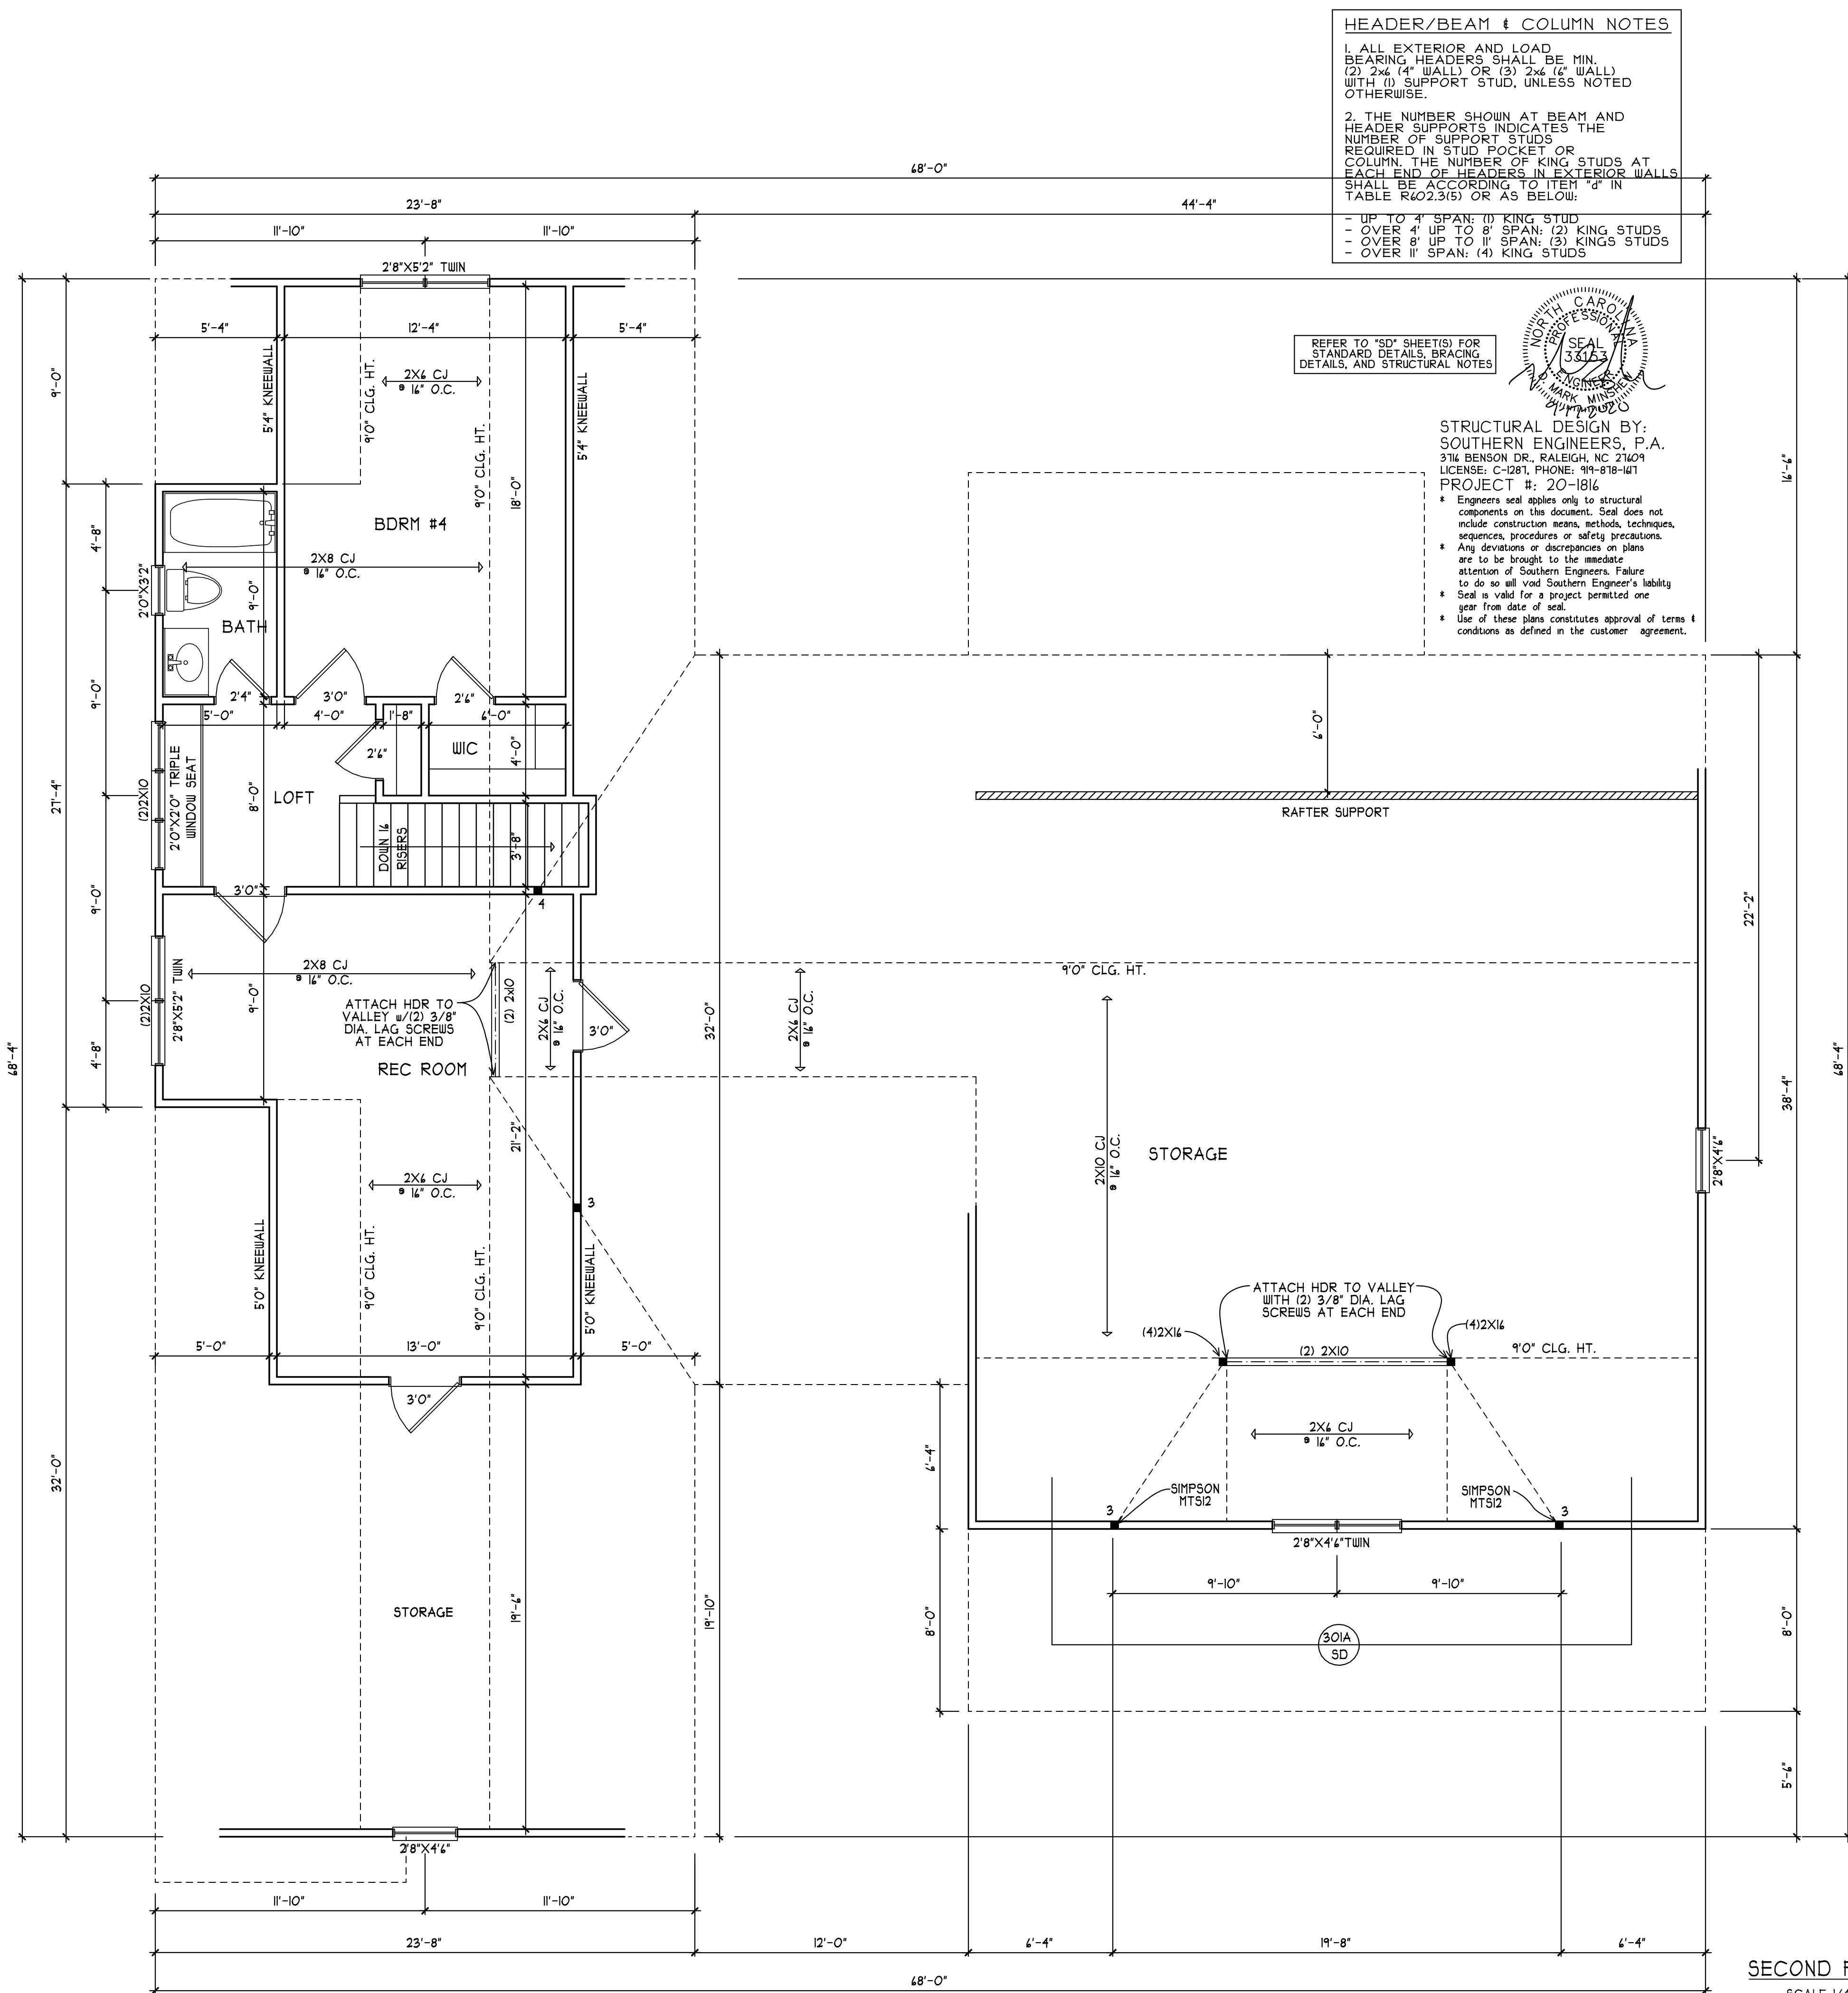 HEADER/BEAM & COLUMN NOTES
1. ALL EXTERIOR AND LOAD
BEARING HEADERS SHALL BE MIN.
(2) 2x6 (4" WALL) OR (3) 2x6 (6" WALL)
WITH (1) SUPPORT STUD, UNLESS NOTED
OTHERWISE.
2. THE NUMBER SHOWN AT BEAM AND
HEADER SUPPORTS INDICATES THE
NUMBER OF SUPPORT STUDS
REQUIRED IN STUD POCKET OR
COLUMN. THE NUMBER OF KING STUDS AT
EACH END OF HEADERS IN EXTERIOR WALLS
SHALL BE ACCORDING TO ITEM "d" IN
TABLE R602.3(5) OR AS BELOW:
- UP TO 4' SPAN: (1) KING STUD
- OVER 4' UP TO 8' SPAN: (2) KING STUDS
- OVER 8' UP TO 11' SPAN: (3) KINGS STUDS
- OVER 11' SPAN: (4) KING STUDS
68'-0"
23'-8"
44'-4"
11'-10"
11'-10"
2'8"X5'2" TWIN
5'-4"
12'-4"
5'-4"
REFER TO "SD" SHEET(S) FOR
STANDARD DETAILS, BRACING
DETAILS, AND STRUCTURAL NOTES
NORTH CAROLINA
PROFESSIONAL
SEAL
33153
ENGINEER
MARK MINSHEW
STRUCTURAL DESIGN BY:
SOUTHERN ENGINEERS, P.A.
3716 BENSON DR., RALEIGH, NC 27609
LICENSE: C-1287, PHONE: 919-878-1617
PROJECT #: 20-1816
* Engineers seal applies only to structural
components on this document. Seal does not
include construction means, methods, techniques,
sequences, procedures or safety precautions.
* Any deviations or discrepancies on plans
are to be brought to the immediate
attention of Southern Engineers. Failure
to do so will void Southern Engineer's liability
* Seal is valid for a project permitted one
year from date of seal.
* Use of these plans constitutes approval of terms &
conditions as defined in the customer agreement.
9'-0"
5'4" KNEEWALL
9'0" CLG. HT.
2X6 CJ
@ 16" O.C.
5'4" KNEEWALL
9'0" CLG. HT.
18'-0"
16'-6"
BDRM #4
4'-8"
2X8 CJ
@ 16" O.C.
2'0"X3'2"
9'-0"
BATH
2'4"
3'0"
2'6"
9'-0"
5'-0"
4'-0"
1'-8"
6'-0"
2'6"
WIC
4'-0"
6'-0"
(2)2X10
2'0"X2'0" TRIPLE
WINDOW SEAT
8'-0"
LOFT
27'-4"
RAFTER SUPPORT
DOWN 16
RISERS
3'-8"
3'0"
4
9'-0"
22'-2"
2X8 CJ
@ 16" O.C.
9'0" CLG. HT.
(2)2X10
2'8"X5'2" TWIN
9'-0"
ATTACH HDR TO
VALLEY w/(2) 3/8"
DIA. LAG SCREWS
AT EACH END
(2) 2x10
2X6 CJ
@ 16" O.C.
3'0"
32'-0"
2X6 CJ
@ 16" O.C.
4'-8"
68'-4"
68'-4"
38'-4"
REC ROOM
21'-2"
2X10 CJ
@ 16" O.C.
STORAGE
2'8"X4'6"
2X6 CJ
@ 16" O.C.
3
5'0" KNEEWALL
9'0" CLG. HT.
9'0" CLG. HT.
5'0" KNEEWALL
ATTACH HDR TO VALLEY
WITH (2) 3/8" DIA. LAG
SCREWS AT EACH END
(4)2X16
(4)2X16
(2) 2X10
9'0" CLG. HT.
5'-0"
13'-0"
5'-0"
3'0"
2X6 CJ
@ 16" O.C.
6'-4"
32'-0"
SIMPSON
MTS12
SIMPSON
MTS12
3
3
2'8"X4'6"TWIN
9'-10"
9'-10"
STORAGE
19'-6"
19'-10"
8'-0"
8'-0"
301A
SD
5'-6"
2'8"X4'6"
11'-10"
11'-10"
23'-8"
12'-0"
6'-4"
19'-8"
6'-4"
68'-0"
SECOND